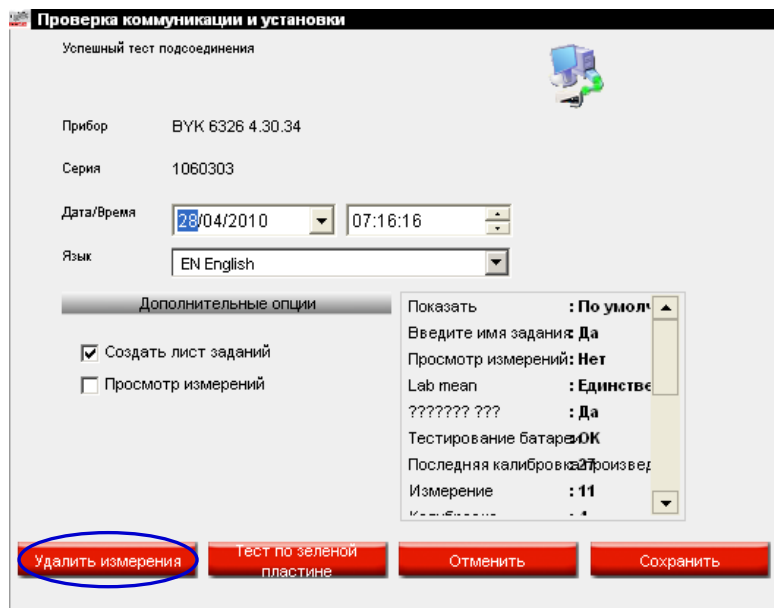 Проверка коммуникации и установки
Успешный тест подсоединения
Прибор BYK 6326 4.30.34
Серия 1060303
Дата/Время 28/04/2010 07:16:16
Язык EN English
Дополнительные опции
Создать лист заданий
Просмотр измерений
Показать : По умолч
Введите имя задания: Да
Просмотр измерений: Нет
Lab mean : Единстве
??????? ??? : Да
Тестирование батареи: OK
Последняя калибровка произвед
Измерение : 11
Удалить измерения
Тест по зеленой
пластине
Отменить
Сохранить